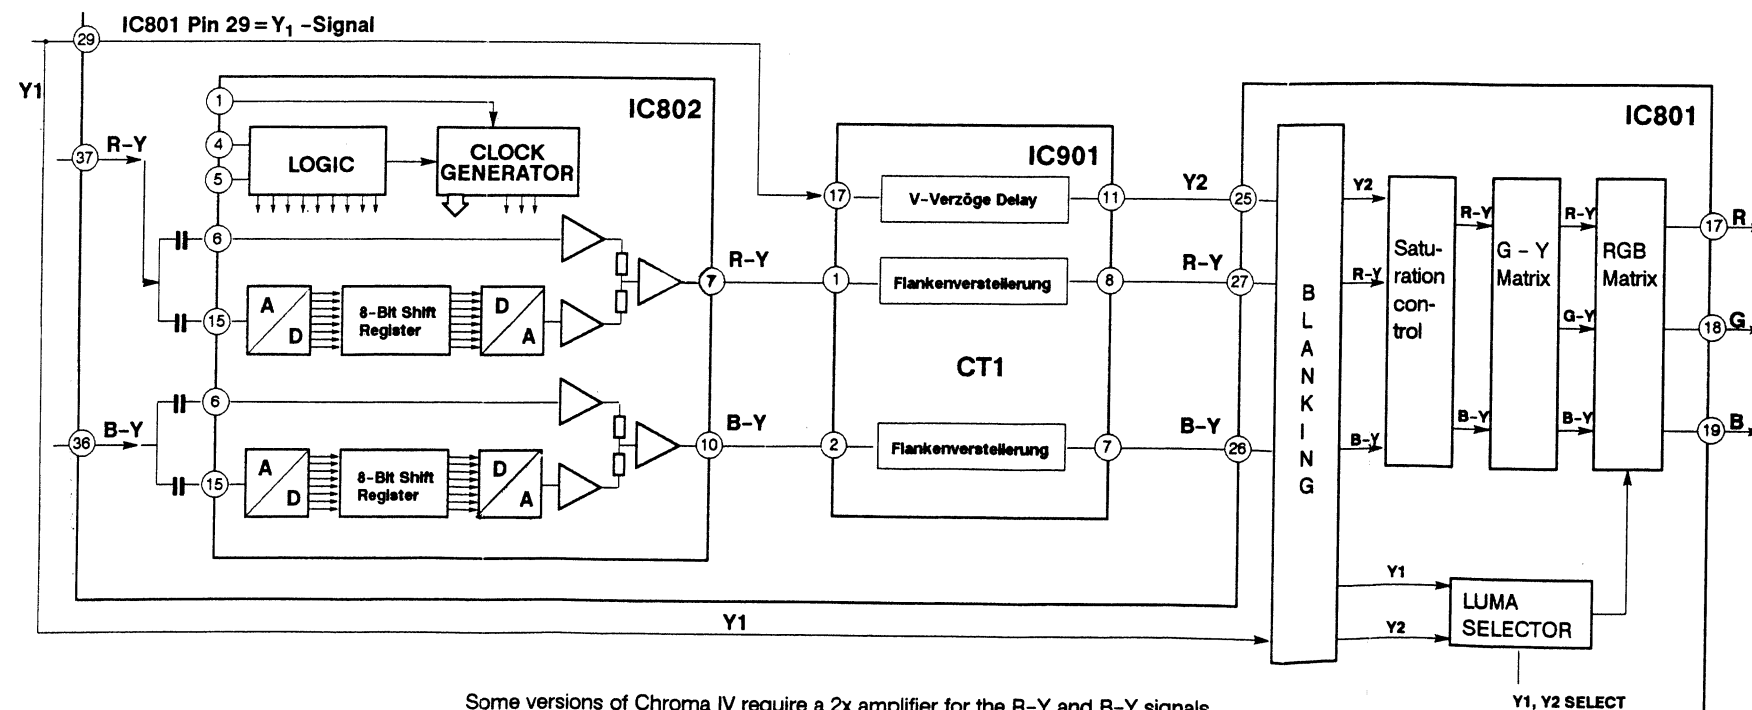 IC801 Pin 29 = Y1 -Signal
29
Y1
1
IC802
37
R-Y
4
5
LOGIC
CLOCK
GENERATOR
IC901
IC801
17
V-Verzöge Delay
11
Y2
25
Y2
6
R-Y
R-Y
17
R
Satu-
ration
con-
trol
G - Y
Matrix
RGB
Matrix
7
R-Y
1
Flankenversteilerung
8
R-Y
27
R-Y
B
L
A
N
K
I
N
G
15
A
D
8-Bit Shift
Register
D
A
G-Y
18
G
CT1
6
36
B-Y
10
B-Y
2
Flankenversteilerung
7
B-Y
26
B-Y
B-Y
B-Y
19
B
15
A
D
8-Bit Shift
Register
D
A
Y1
Y1
Y2
LUMA
SELECTOR
Y1, Y2 SELECT
Some versions of Chroma IV require a 2x amplifier for the R-Y and B-Y signals